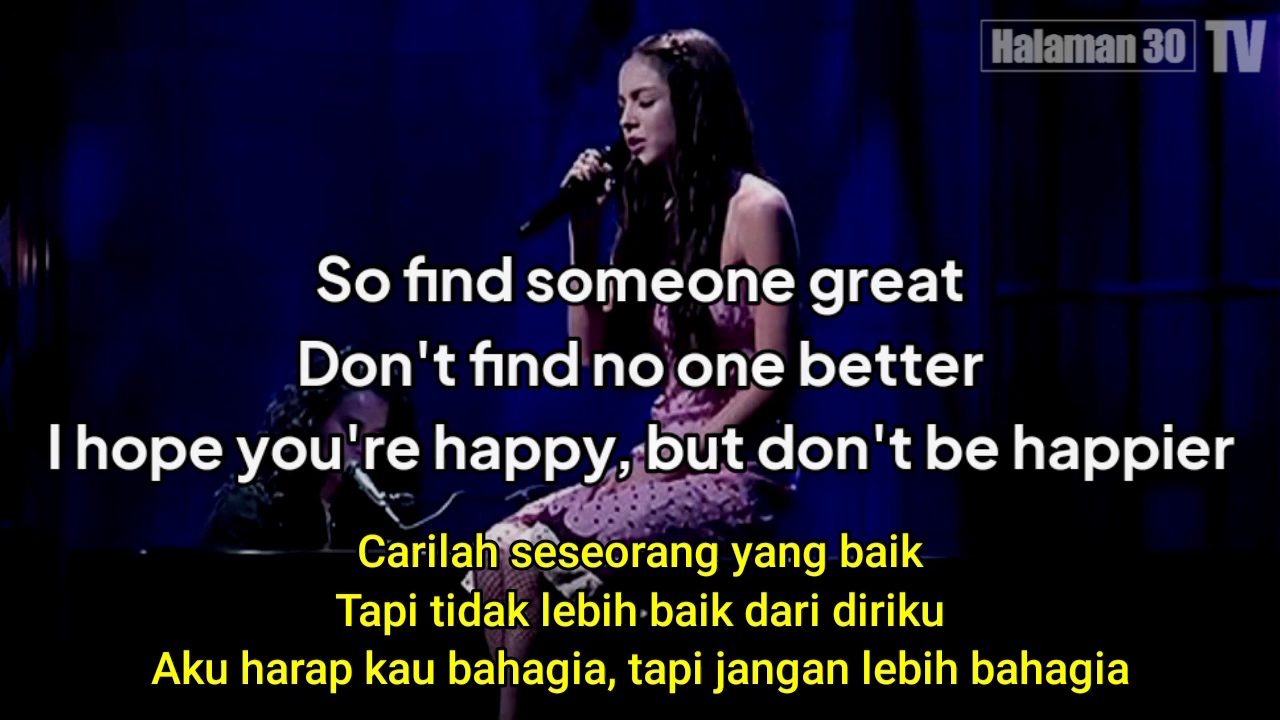 Halaman 30 TV
So find someone great
Don't find no one better
I hope you're happy, but don't be happier
Carilah seseorang yang baik
Tapi tidak lebih baik dari diriku
Aku harap kau bahagia, tapi jangan lebih bahagia